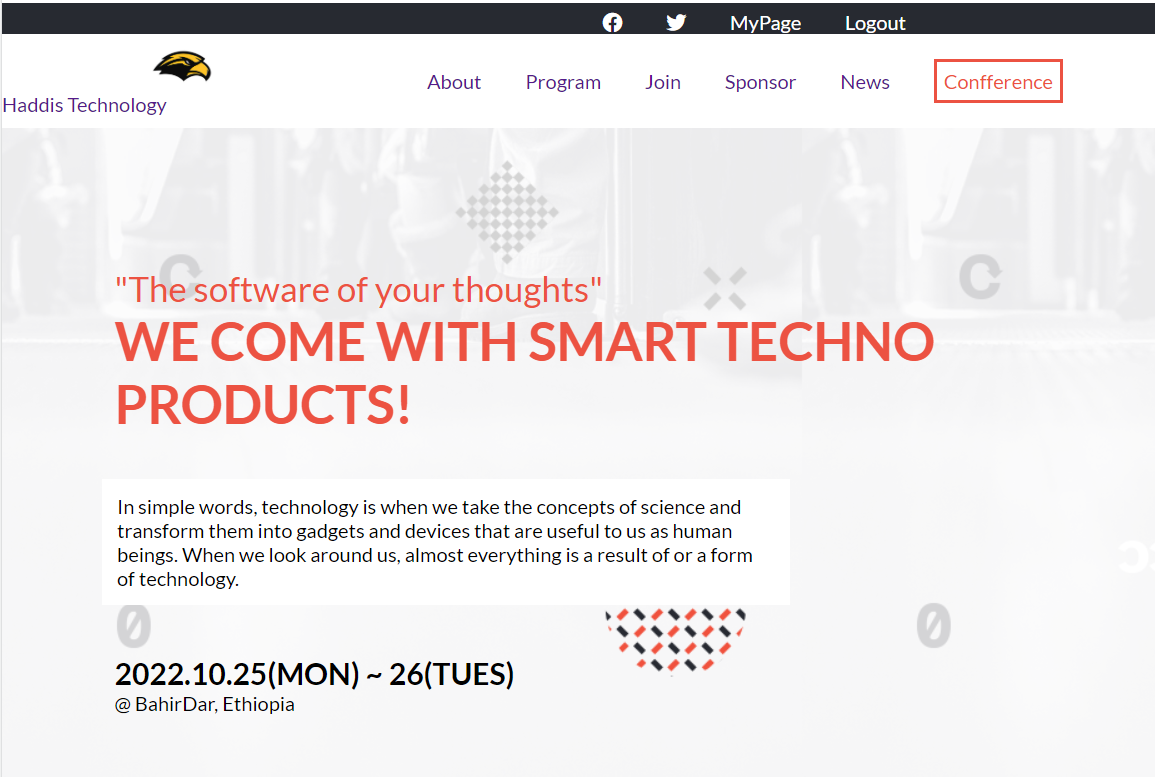 MyPage Logout
Haddis Technology
About Program Join Sponsor News Confference
"The software of your thoughts"
WE COME WITH SMART TECHNO
PRODUCTS!
In simple words, technology is when we take the concepts of science and
transform them into gadgets and devices that are useful to us as human
beings. When we look around us, almost everything is a result of or a form
of technology.
2022.10.25(MON) ~ 26(TUES)
@ BahirDar, Ethiopia